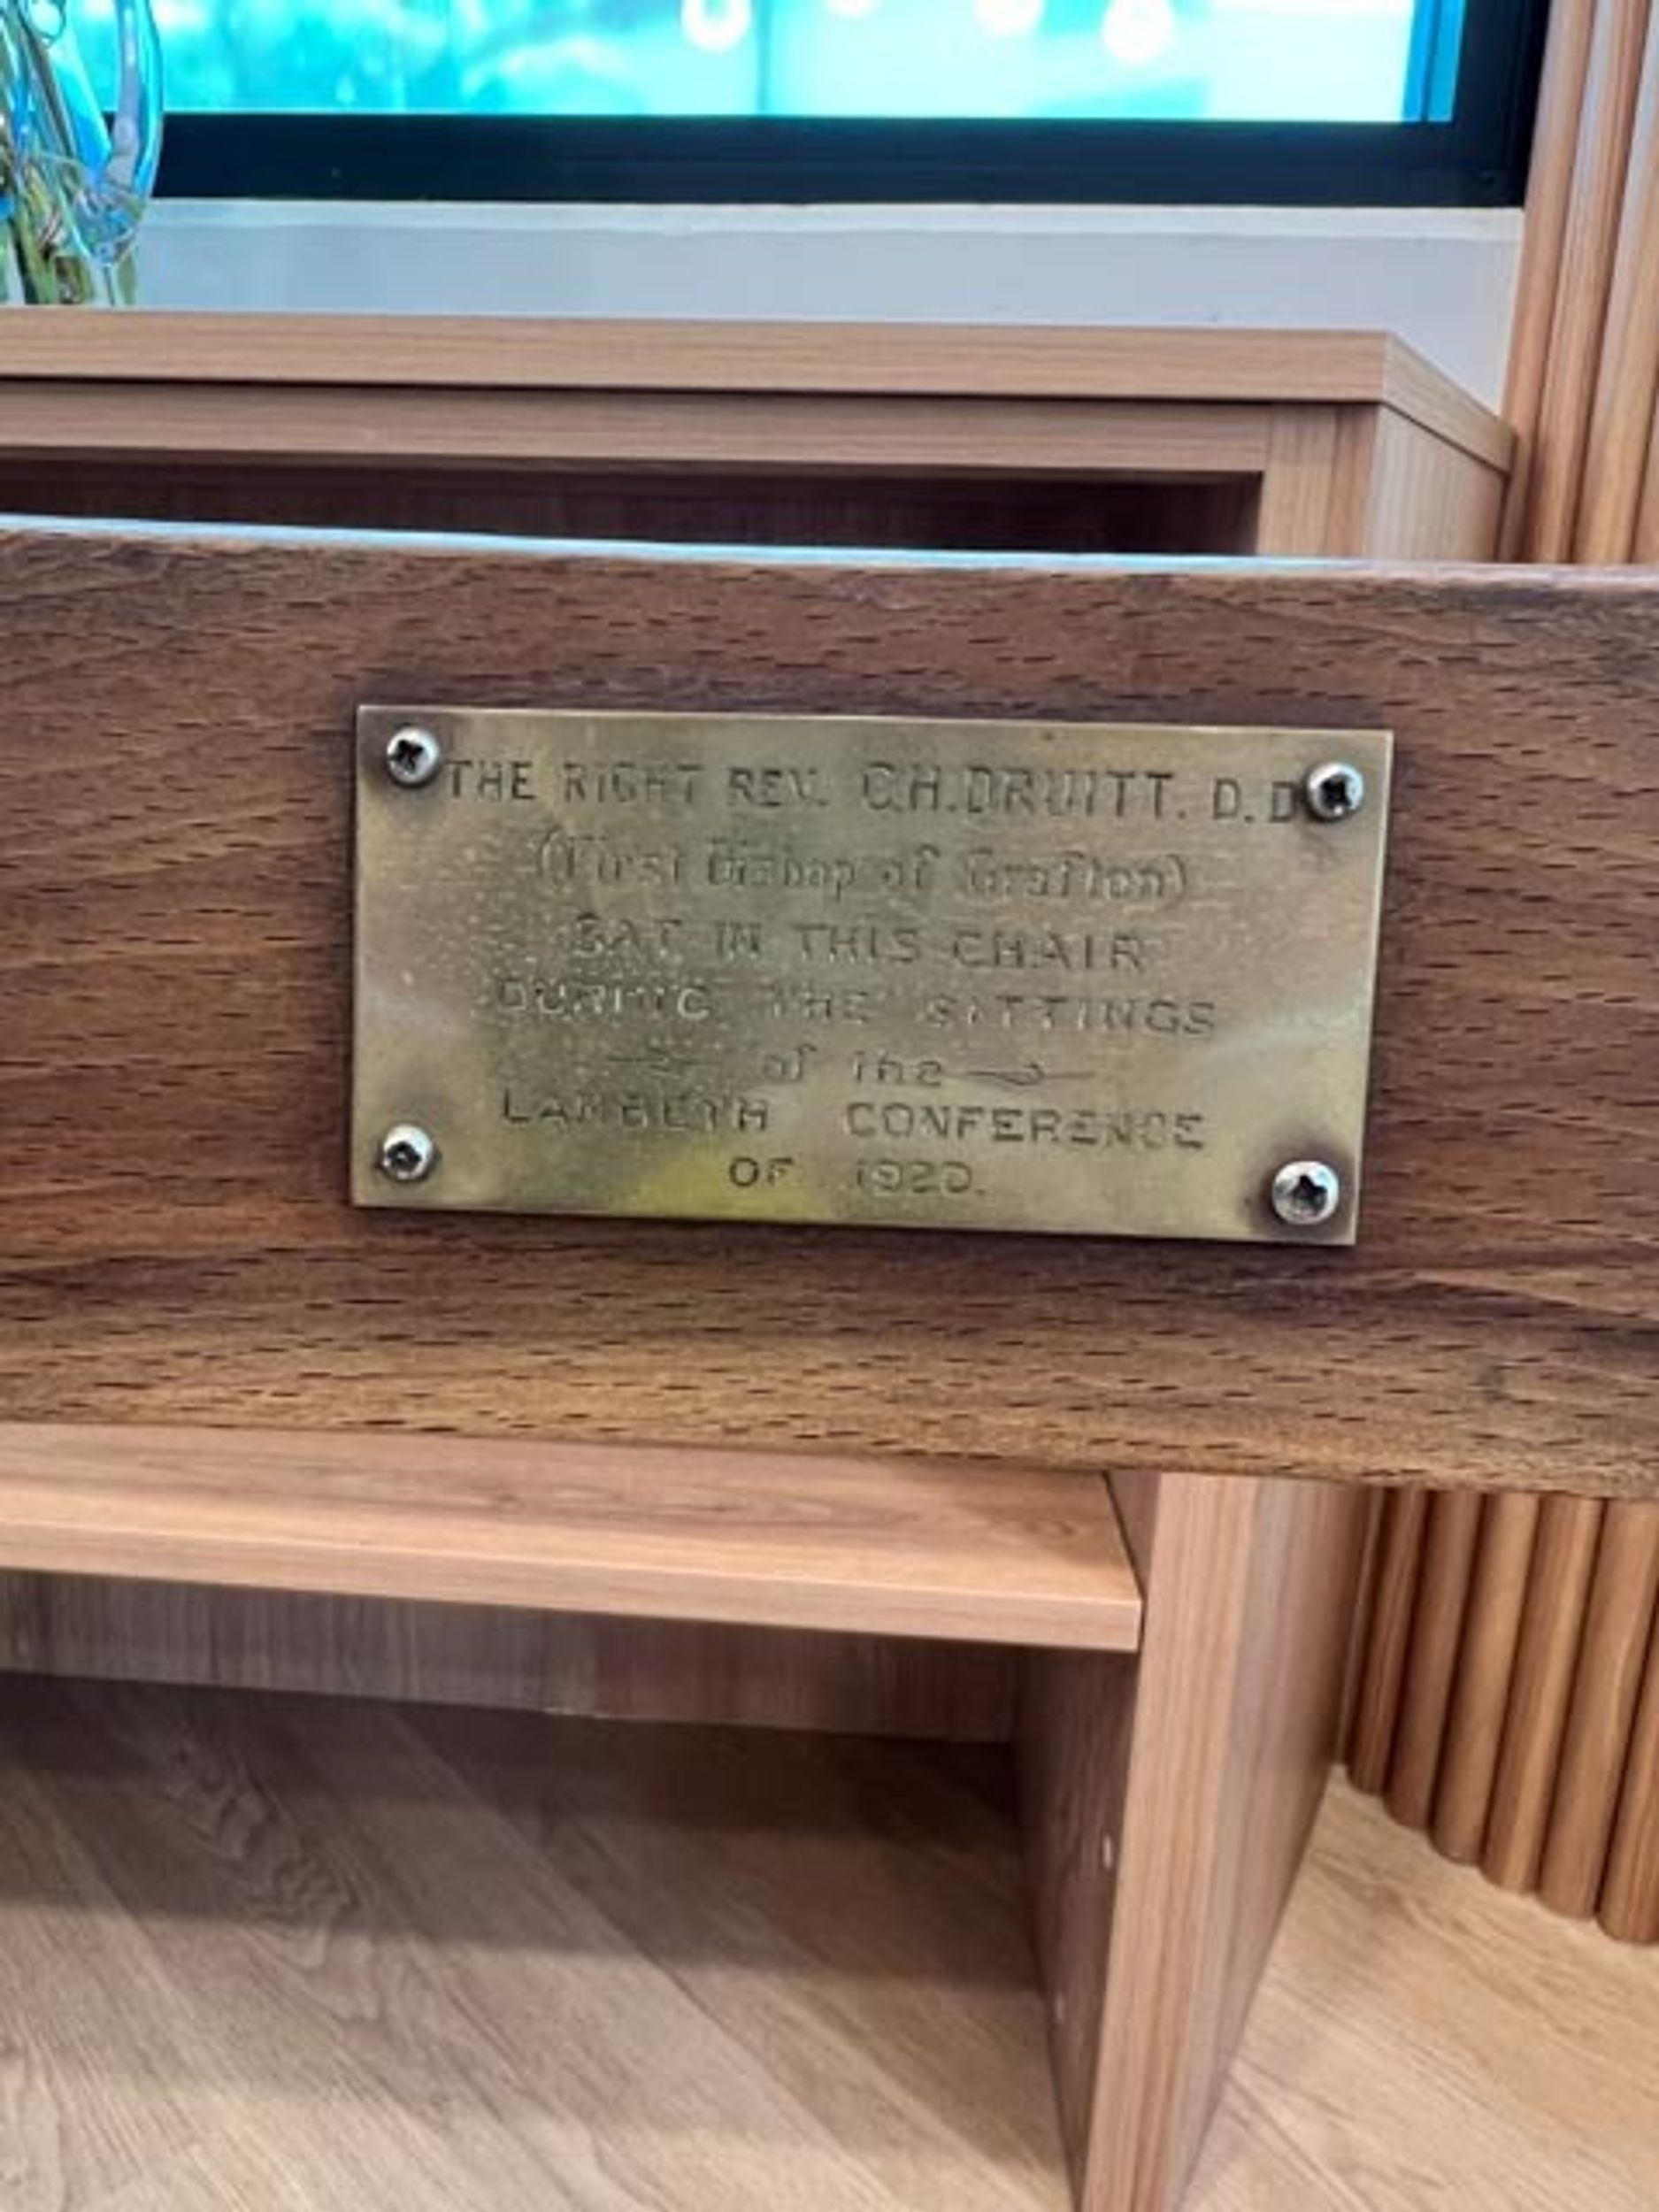 THE RIGHT REV. C.H.DRUITT. D.D
(First Bishop of Grafton)
SAT IN THIS CHAIR
DURING THE SITTINGS
of the
LAMBETH CONFERENCE
OF 1920.